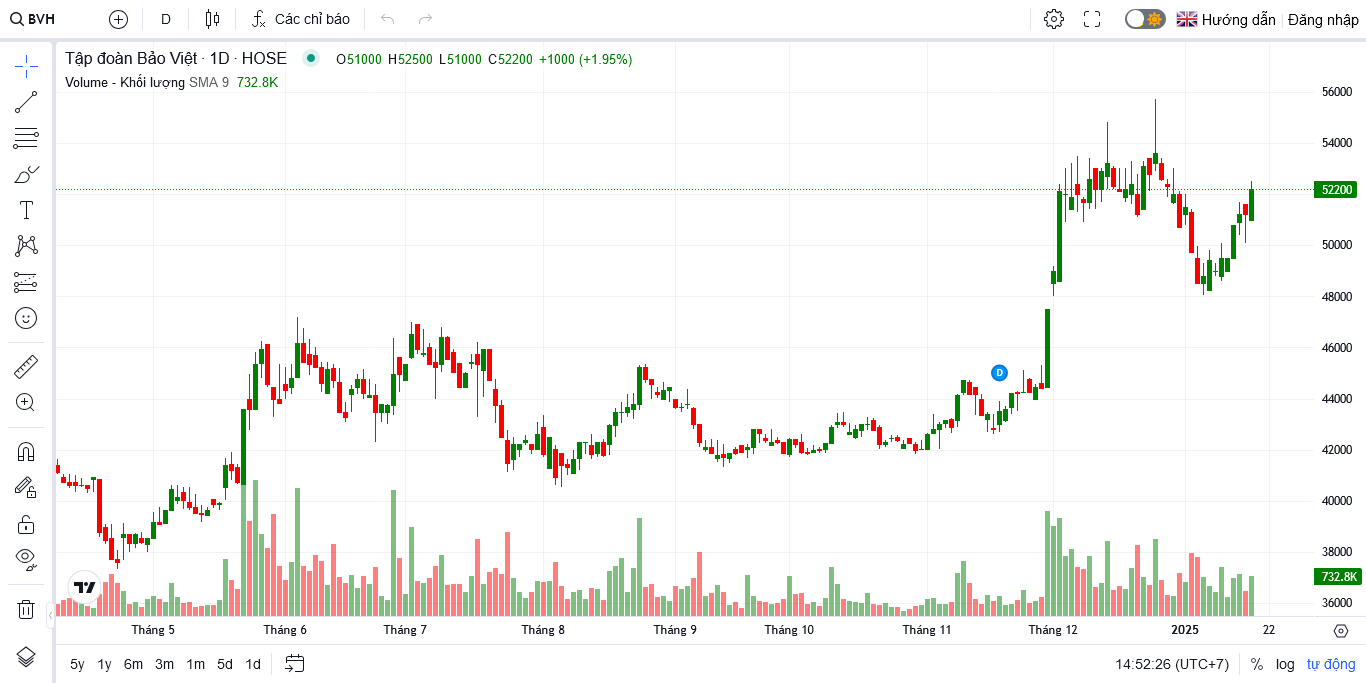 BVH D Các chỉ báo Hướng dẫn Đăng nhập
Tập đoàn Bảo Việt · 1D · HOSE O51000 H52500 L51000 C52200 +1000 (+1.95%)
Volume - Khối lượng SMA 9 732.8K
56000
54000
52200
50000
48000
46000
D
44000
42000
40000
38000
732.8K
36000
Tháng 5 Tháng 6 Tháng 7 Tháng 8 Tháng 9 Tháng 10 Tháng 11 Tháng 12 2025 22
5y 1y 6m 3m 1m 5d 1d 14:52:26 (UTC+7) % log tự động